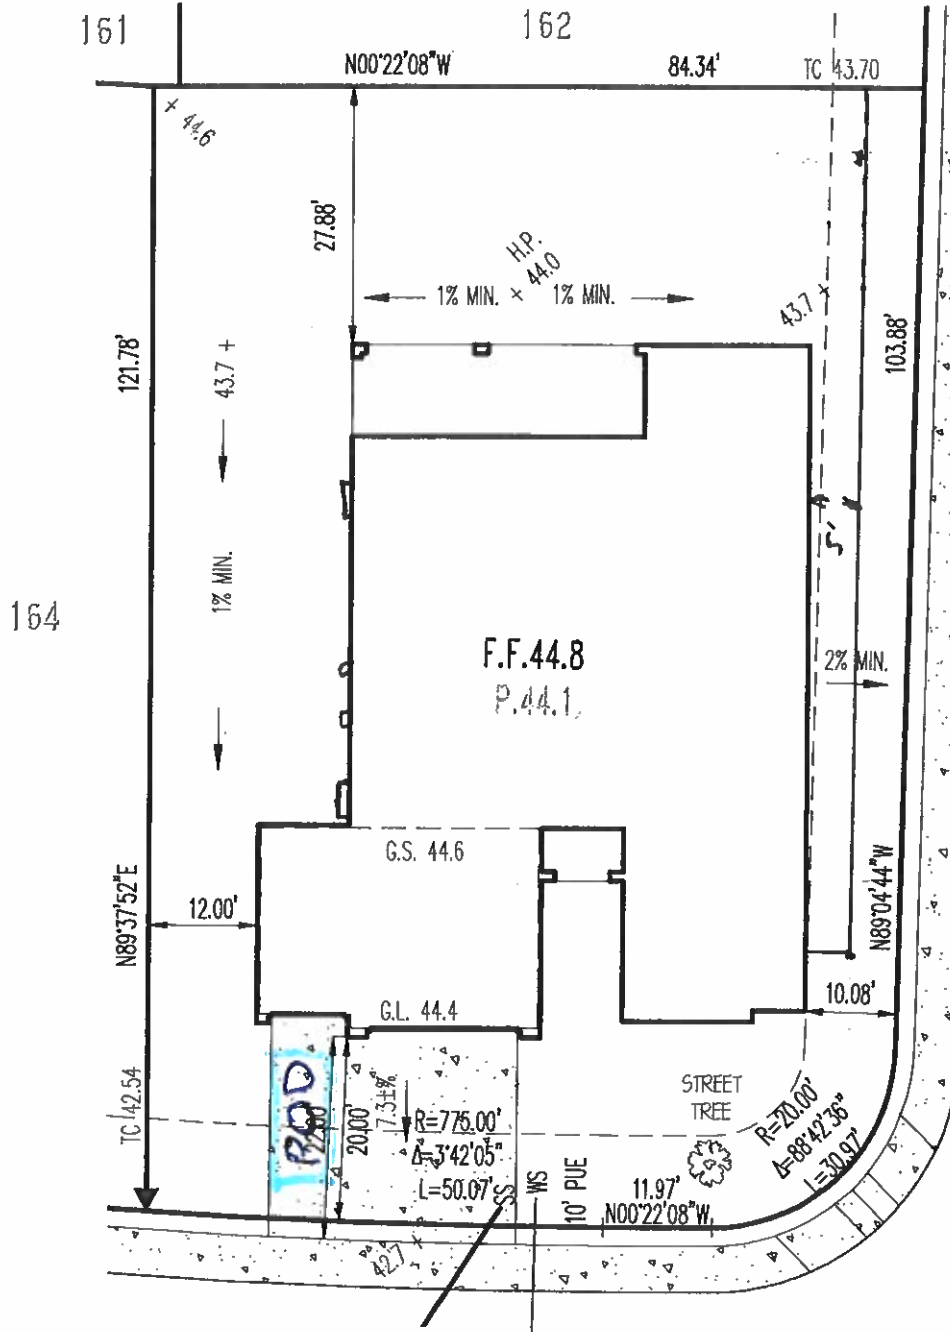 161
162
N00°22'08"W
84.34'
TC 43.70
+ 44.6
27.88'
H.P.
+ 44.0
1% MIN.
1% MIN.
43.7 +
121.78'
43.7 +
103.88'
1% MIN.
5'
164
F.F.44.8
P.44.1
2% MIN.
G.S. 44.6
N89°37'52"E
12.00'
N89°04'44"W
10.08'
G.L. 44.4
TC 42.54
22.00'
20.00'
7.3±%
R=775.00'
Δ=3°42'05"
L=50.07'
SS
WS
10' PUE
STREET
TREE
R=20.00'
Δ=88°42'36"
L=30.97'
11.97'
N00°22'08"W
42.7 +